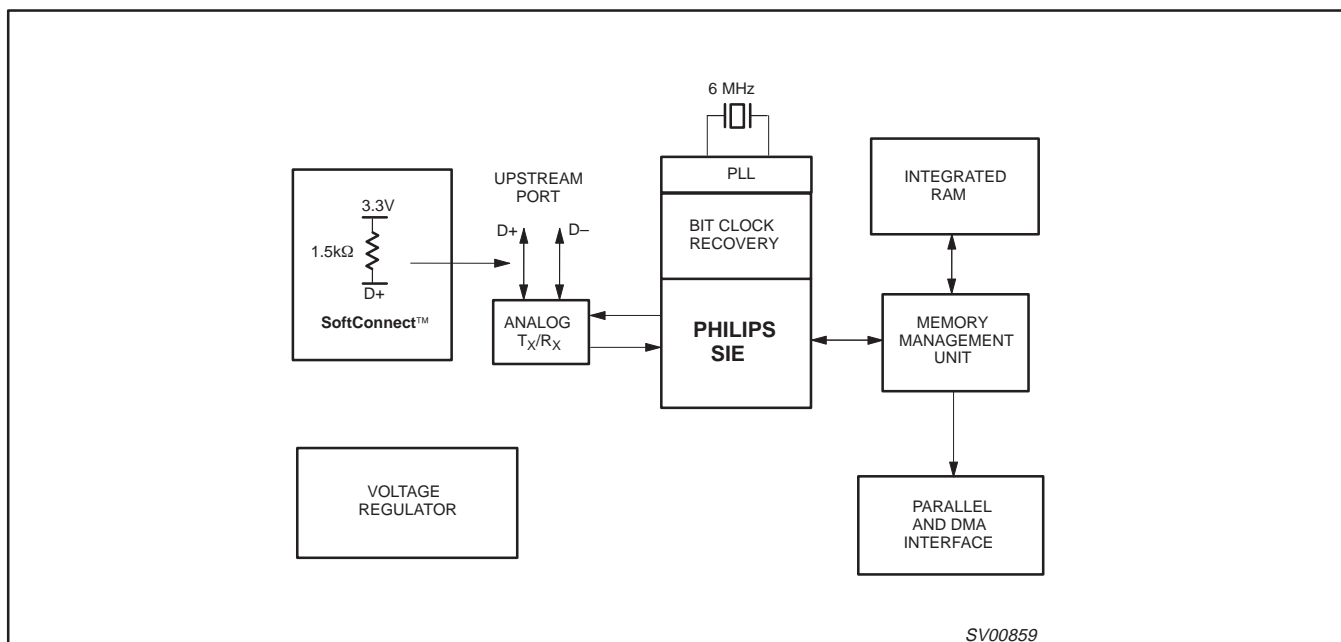 6 MHz
PLL
BIT CLOCK
RECOVERY
PHILIPS
SIE
UPSTREAM
PORT
D+
D–
3.3V
1.5kΩ
D+
SoftConnect™
ANALOG
TX/RX
INTEGRATED
RAM
MEMORY
MANAGEMENT
UNIT
PARALLEL
AND DMA
INTERFACE
VOLTAGE
REGULATOR
SV00859